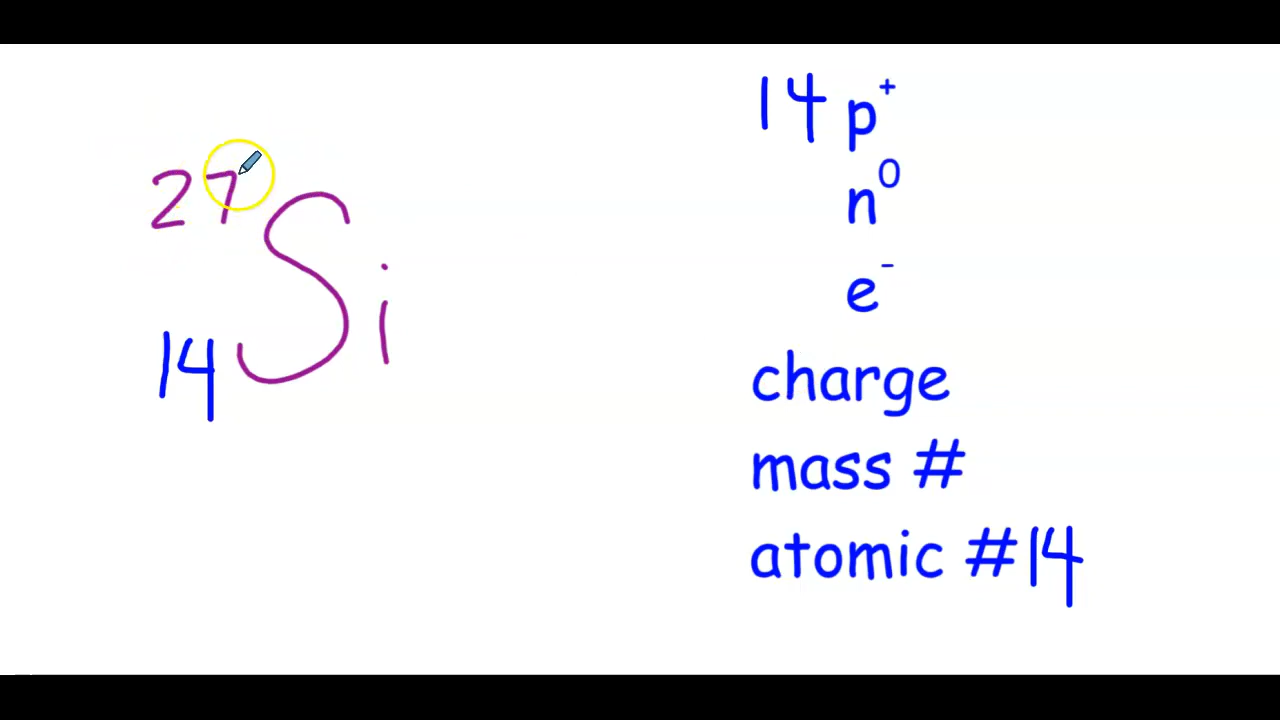 27
Si
14
14 p+
n0
e-
charge
mass #
atomic # 14